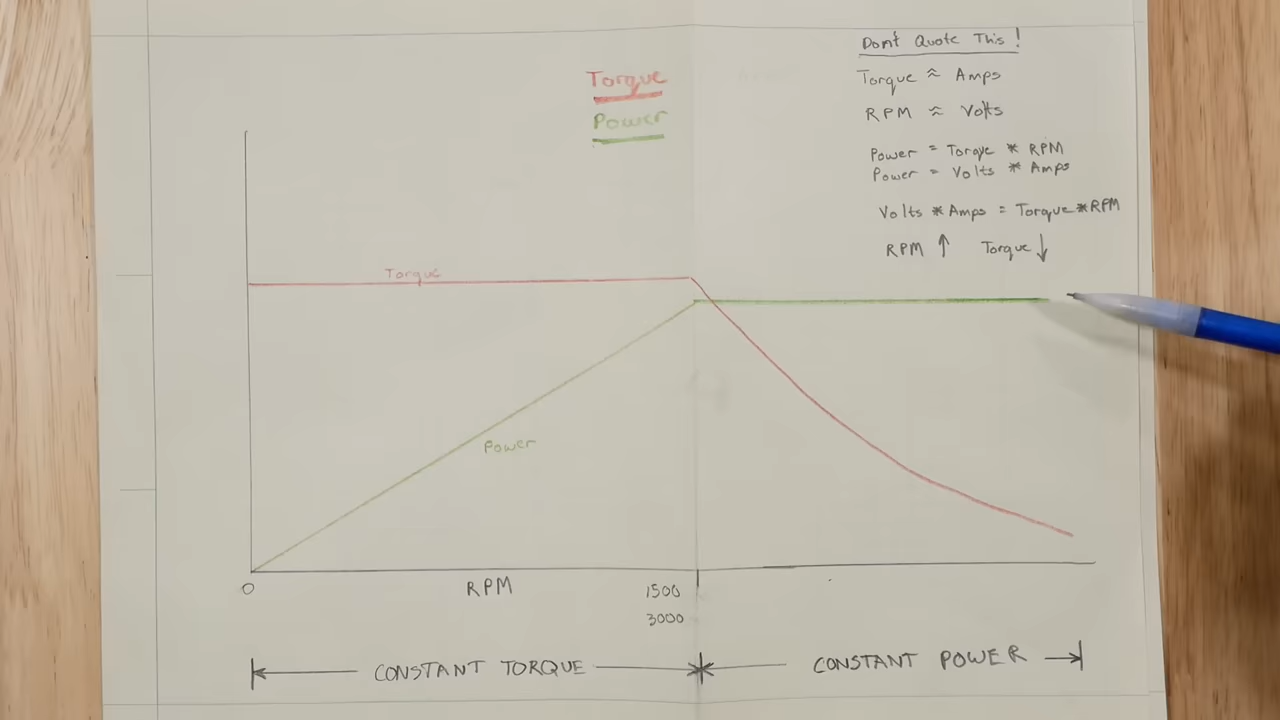 Don't Quote This!
Torque ≈ Amps
RPM ≈ Volts
Power = Torque * RPM
Power = Volts * Amps
Volts * Amps = Torque * RPM
RPM ↑ Torque ↓
Torque
Power
Torque
Power
0
RPM
1500
3000
CONSTANT TORQUE
CONSTANT POWER